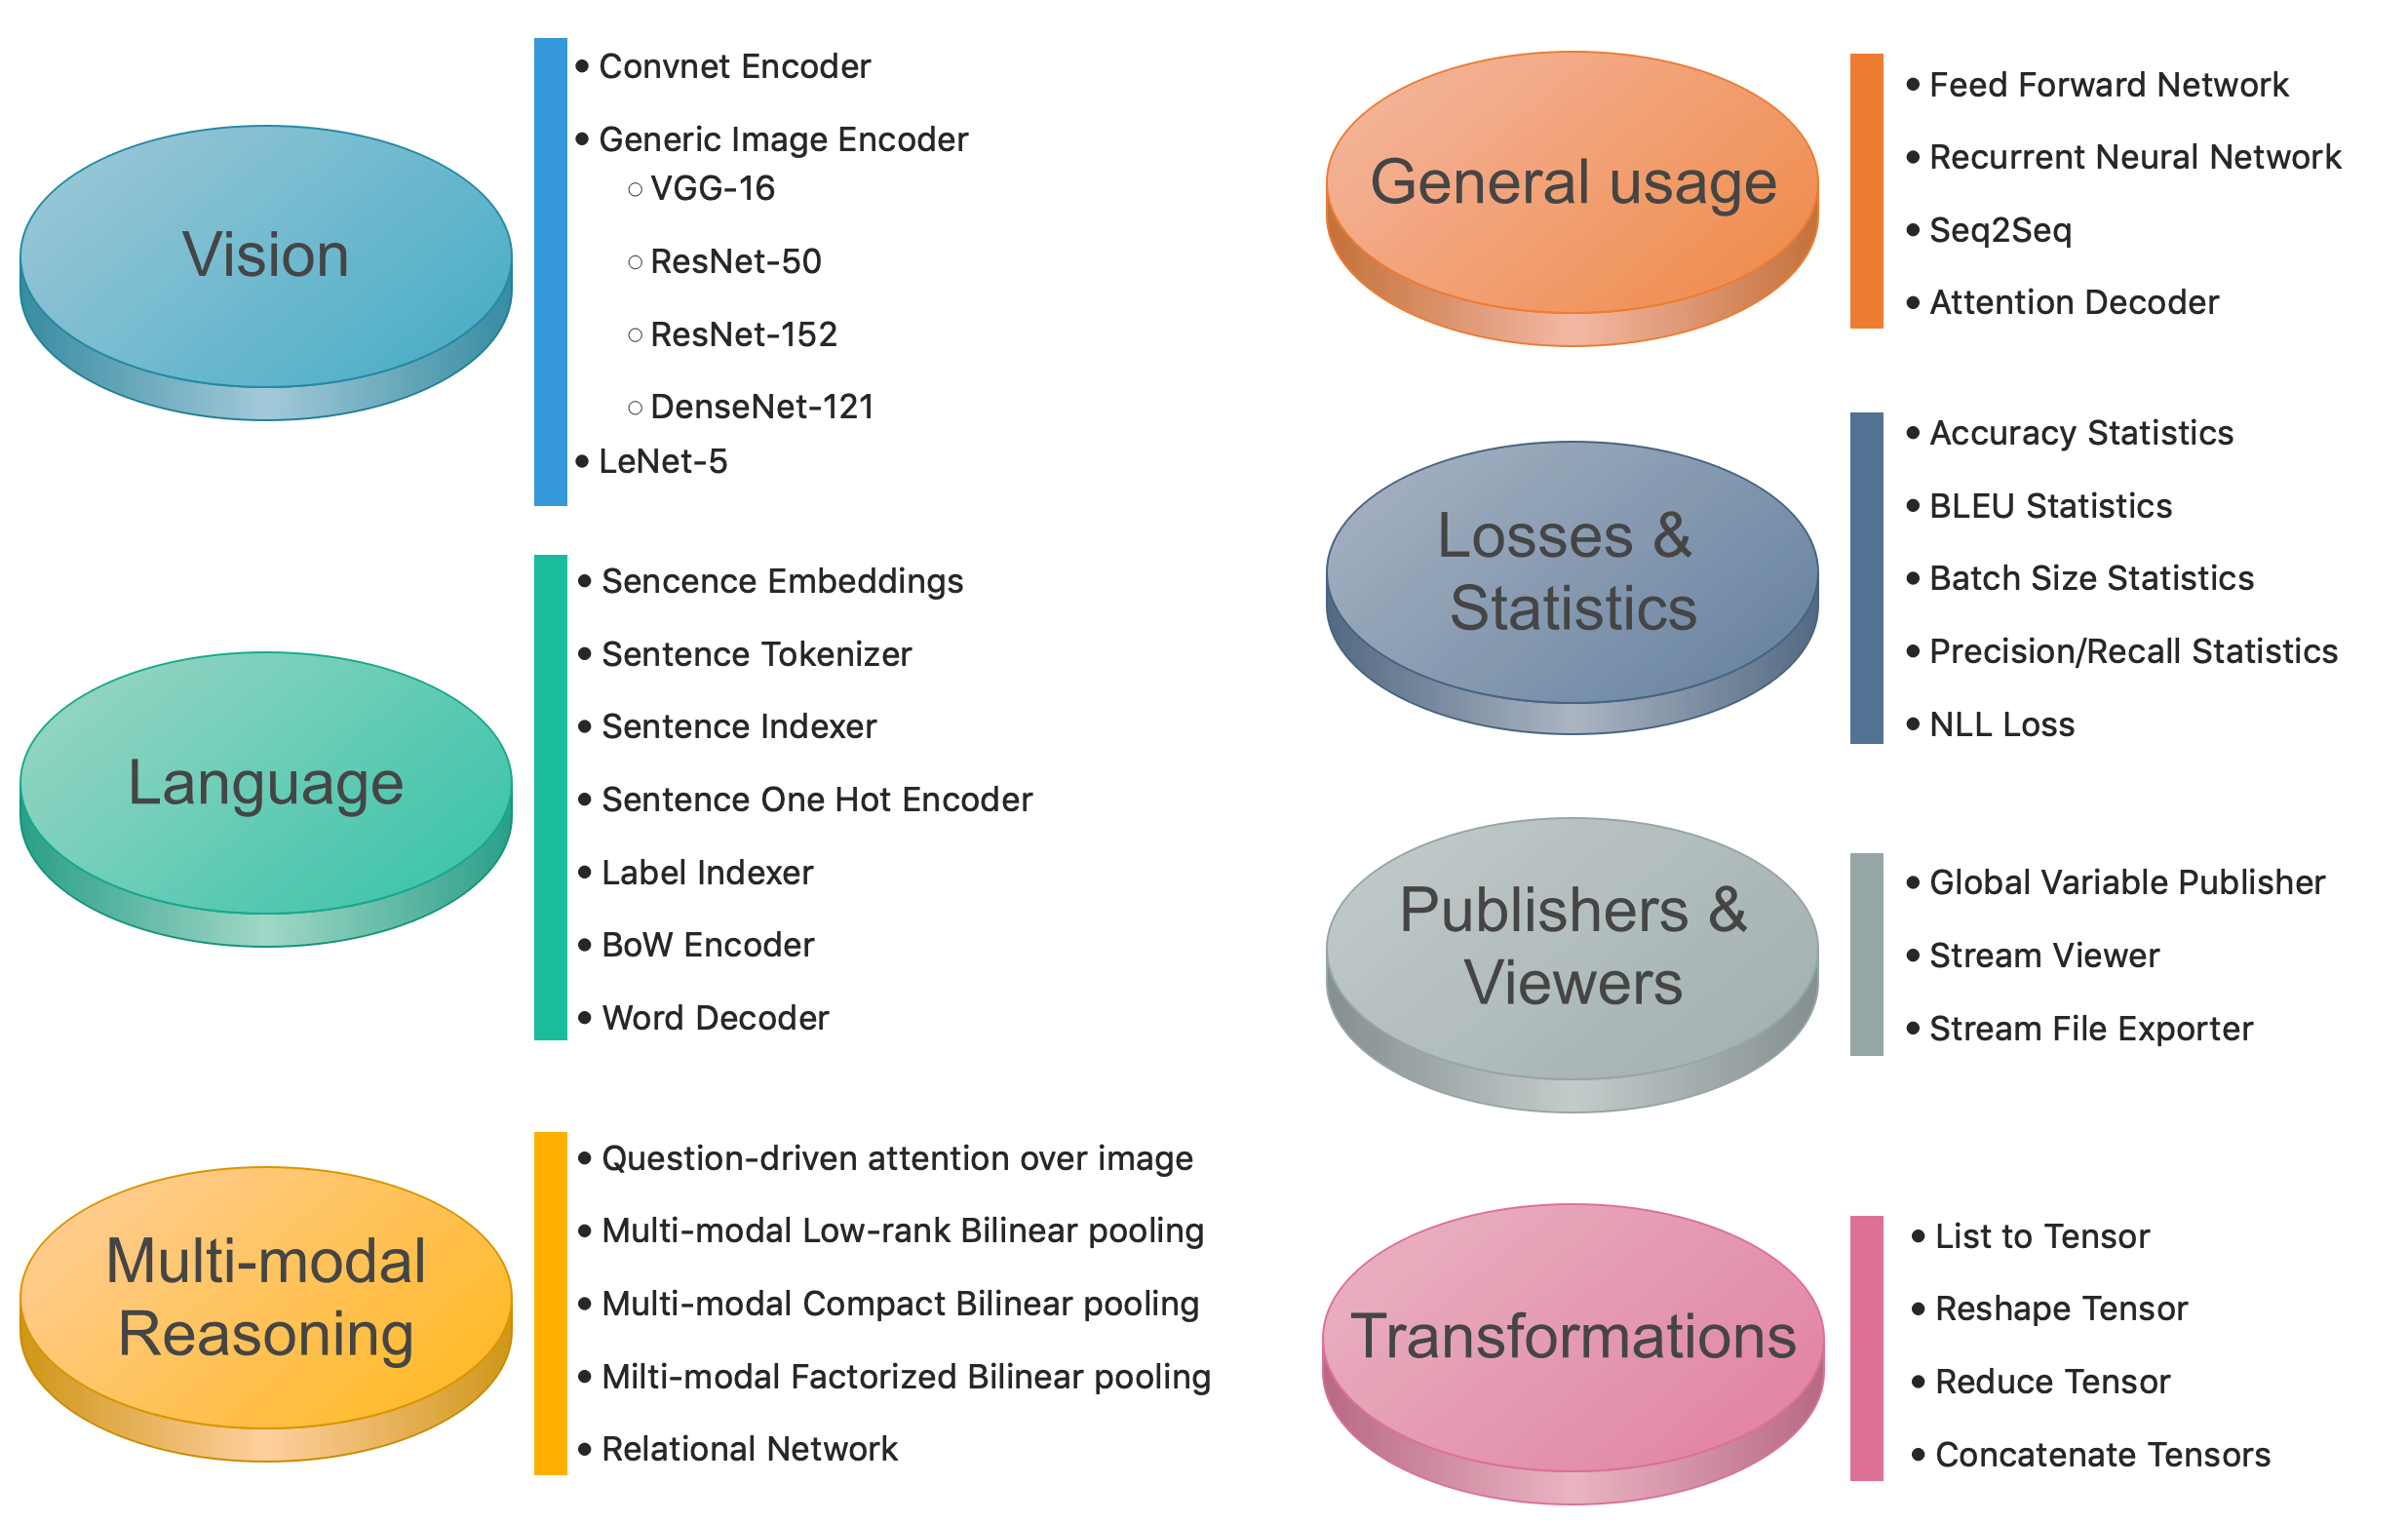 Vision
• Convnet Encoder
• Generic Image Encoder
○ VGG-16
○ ResNet-50
○ ResNet-152
○ DenseNet-121
• LeNet-5
Language
• Sencence Embeddings
• Sentence Tokenizer
• Sentence Indexer
• Sentence One Hot Encoder
• Label Indexer
• BoW Encoder
• Word Decoder
Multi-modal
Reasoning
• Question-driven attention over image
• Multi-modal Low-rank Bilinear pooling
• Multi-modal Compact Bilinear pooling
• Milti-modal Factorized Bilinear pooling
• Relational Network
General usage
• Feed Forward Network
• Recurrent Neural Network
• Seq2Seq
• Attention Decoder
Losses &
Statistics
• Accuracy Statistics
• BLEU Statistics
• Batch Size Statistics
• Precision/Recall Statistics
• NLL Loss
Publishers &
Viewers
• Global Variable Publisher
• Stream Viewer
• Stream File Exporter
Transformations
• List to Tensor
• Reshape Tensor
• Reduce Tensor
• Concatenate Tensors